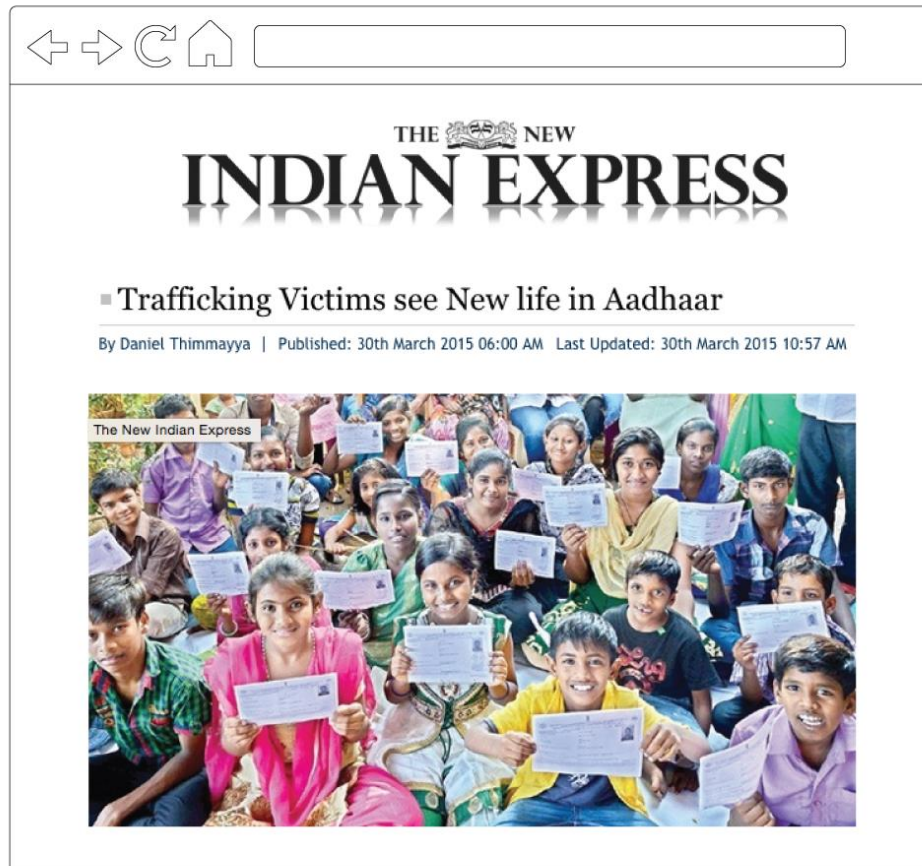 THE NEW
INDIAN EXPRESS
Trafficking Victims see New life in Aadhaar
By Daniel Thimmayya | Published: 30th March 2015 06:00 AM Last Updated: 30th March 2015 10:57 AM
The New Indian Express